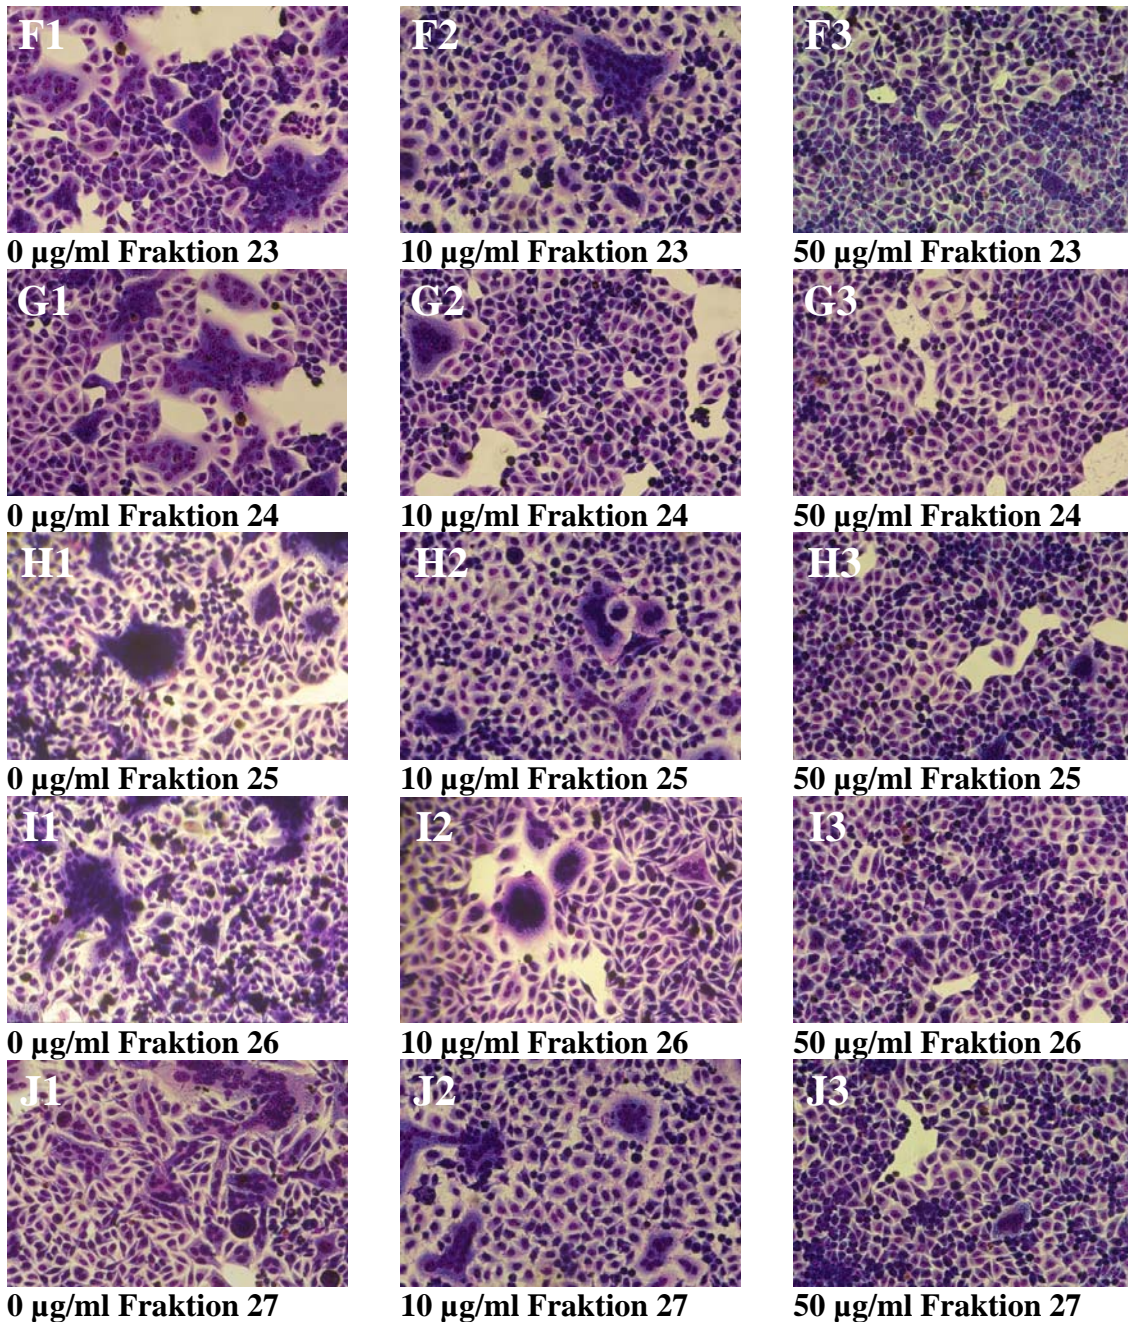 F1 F2 F3
0 µg/ml Fraktion 23 10 µg/ml Fraktion 23 50 µg/ml Fraktion 23
G1 G2 G3
0 µg/ml Fraktion 24 10 µg/ml Fraktion 24 50 µg/ml Fraktion 24
H1 H2 H3
0 µg/ml Fraktion 25 10 µg/ml Fraktion 25 50 µg/ml Fraktion 25
I1 I2 I3
0 µg/ml Fraktion 26 10 µg/ml Fraktion 26 50 µg/ml Fraktion 26
J1 J2 J3
0 µg/ml Fraktion 27 10 µg/ml Fraktion 27 50 µg/ml Fraktion 27